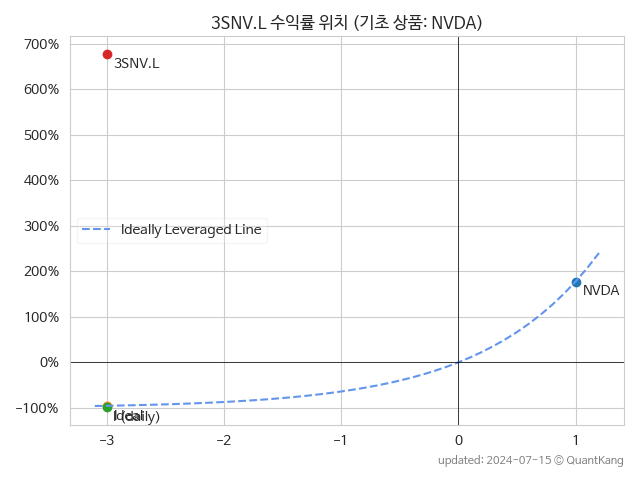 3SNV.L 수익률 위치 (기초 상품: NVDA)
700%
3SNV.L
600%
500%
400%
300%
Ideally Leveraged Line
200%
NVDA
100%
0%
-100%
(daily)
-3
-2
-1
0
1
updated: 2024-07-15 © QuantKang